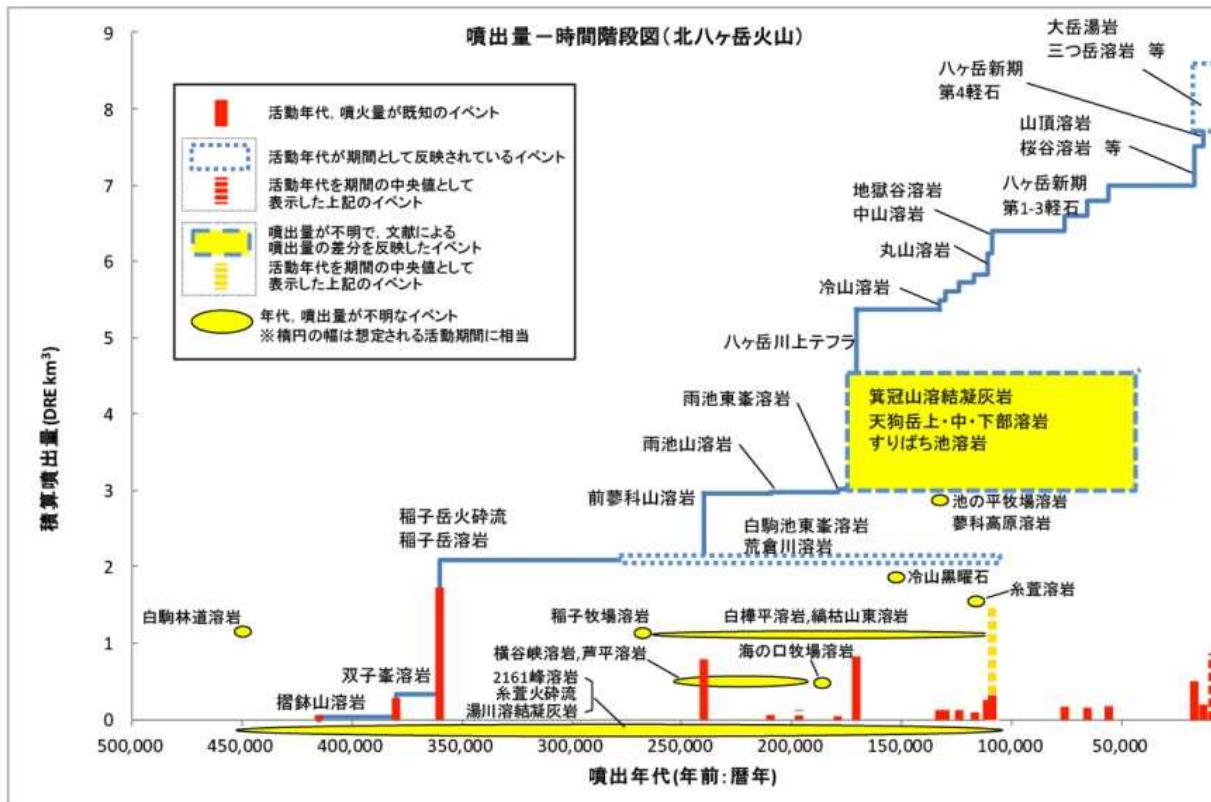 噴出量－時間階段図(北八ヶ岳火山)
活動年代，噴火量が既知のイベント
活動年代が期間として反映されているイベント
活動年代を期間の中央値として
表示した上記のイベント
噴出量が不明で，文献による
噴出量の差分を反映したイベント
活動年代を期間の中央値として
表示した上記のイベント
年代，噴出量が不明なイベント
※楕円の幅は想定される活動期間に相当
大岳溶岩
三つ岳溶岩 等
八ヶ岳新期
第4軽石
山頂溶岩
桜谷溶岩 等
八ヶ岳新期
第1-3軽石
地獄谷溶岩
中山溶岩
丸山溶岩
冷山溶岩
八ヶ岳川上テフラ
箕冠山溶結凝灰岩
天狗岳上・中・下部溶岩
すりばち池溶岩
雨池東峯溶岩
雨池山溶岩
前蓼科山溶岩
池の平牧場溶岩
蓼科高原溶岩
稲子岳火砕流
稲子岳溶岩
白駒池東峯溶岩
荒倉川溶岩
冷山黒曜石
糸萱溶岩
白駒林道溶岩
稲子牧場溶岩
白樺平溶岩,縞枯山東溶岩
横谷峡溶岩,芦平溶岩
海の口牧場溶岩
双子峯溶岩
2161峰溶岩
糸萱火砕流
湯川溶結凝灰岩
摺鉢山溶岩
積算噴出量(DRE km³)
9
8
7
6
5
4
3
2
1
0
500,000
450,000
400,000
350,000
300,000
250,000
200,000
150,000
100,000
50,000
噴出年代(年前:暦年)